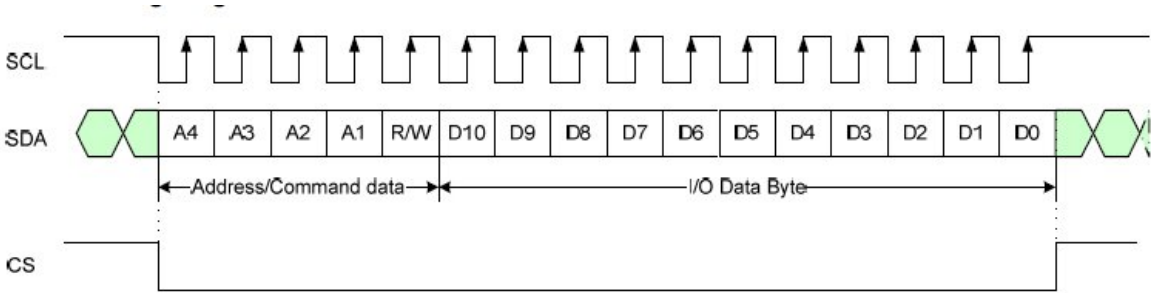 SCL
SDA A4 A3 A2 A1 R/W D10 D9 D8 D7 D6 D5 D4 D3 D2 D1 D0
Address/Command data I/O Data Byte
CS